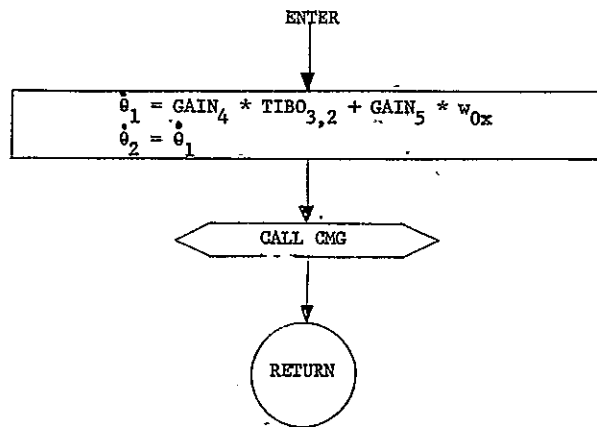 ENTER
θ̇₁ = GAIN₄ * TIBO₃,₂ + GAIN₅ * w₀ₓ
θ̇₂ = θ̇₁
CALL CMG
RETURN